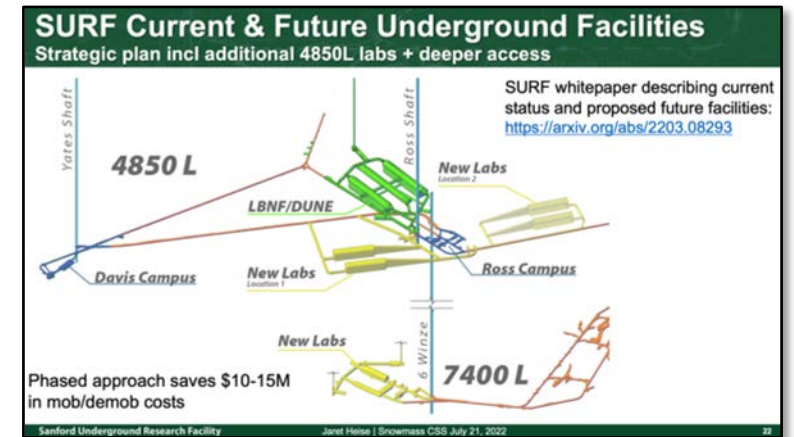 SURF Current & Future Underground Facilities
Strategic plan incl additional 4850L labs + deeper access
SURF whitepaper describing current
status and proposed future facilities:
https://arxiv.org/abs/2203.08293
Yates Shaft
Ross Shaft
4850 L
New Labs
Location 2
LBNF/DUNE
Davis Campus
New Labs
Location 1
Ross Campus
New Labs
6 Winze
7400 L
Phased approach saves $10-15M
in mob/demob costs
Sanford Underground Research Facility
Jaret Heise | Snowmass CSS July 21, 2022
22